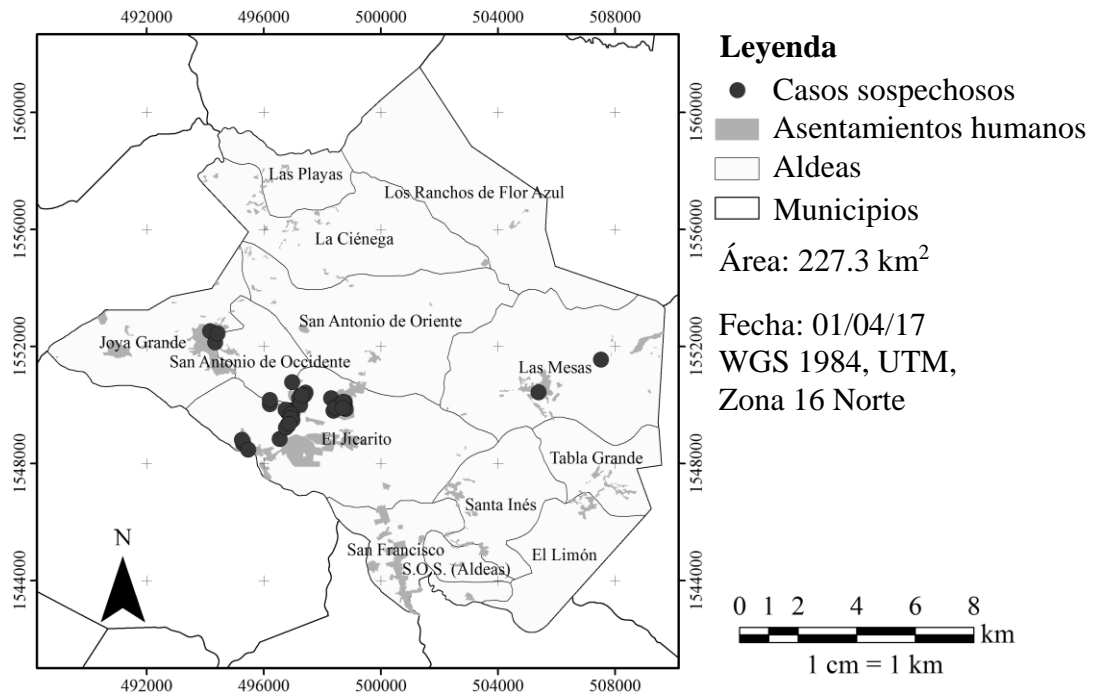 492000 496000 500000 504000 508000
1560000
1556000
1552000
1548000
1544000
Las Playas
Los Ranchos de Flor Azul
La Ciénega
San Antonio de Oriente
Joya Grande
San Antonio de Occidente
Las Mesas
El Jicarito
Tabla Grande
Santa Inés
San Francisco
El Limón
S.O.S. (Aldeas)
N
1560000
1556000
1552000
1548000
1544000
492000 496000 500000 504000 508000
Leyenda
Casos sospechosos
Asentamientos humanos
Aldeas
Municipios
Área: 227.3 km²
Fecha: 01/04/17
WGS 1984, UTM,
Zona 16 Norte
0 1 2 4 6 8
km
1 cm = 1 km